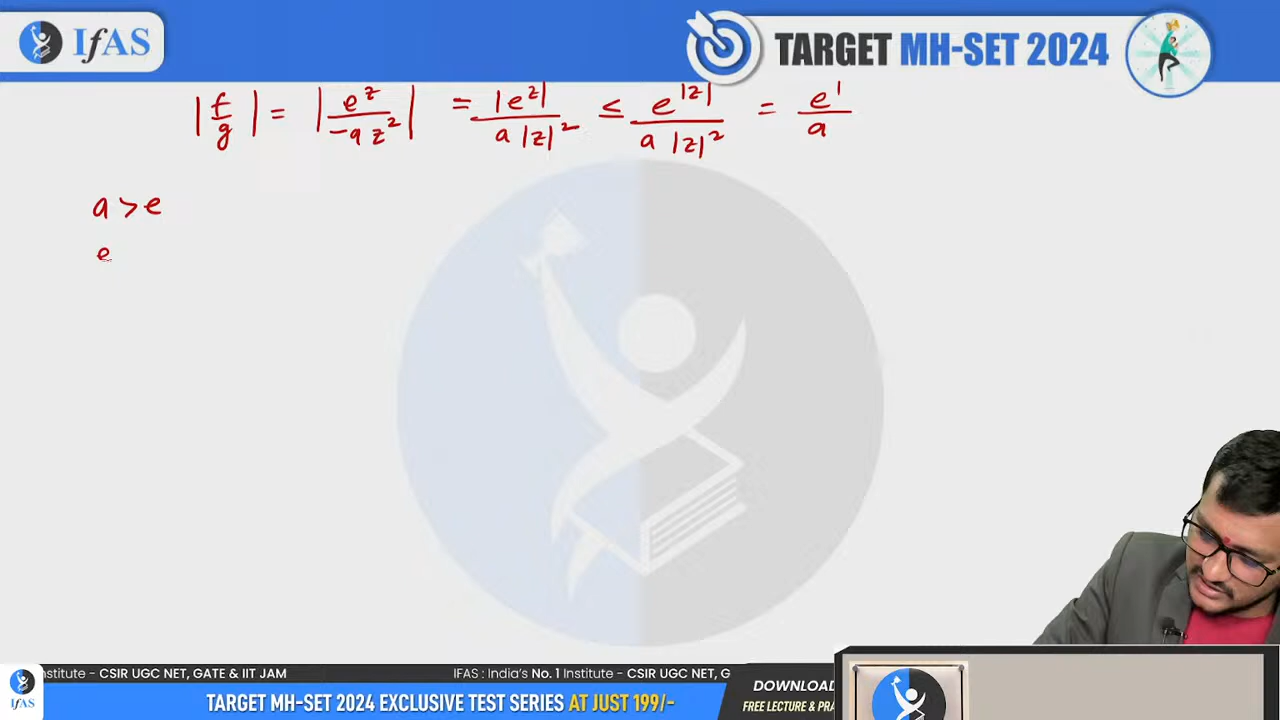 IfAS
TARGET MH-SET 2024
|f/g| = |e^z / -a z^2| = |e^z| / a |z|^2 ≤ e^|z| / a |z|^2 = e^1 / a
a > e
e
nstitute - CSIR UGC NET, GATE & IIT JAM
IFAS : India's No. 1 Institute - CSIR UGC NET, G
IfAS
TARGET MH-SET 2024 EXCLUSIVE TEST SERIES AT JUST 199/-
DOWNLOAD
FREE LECTURE & PRA